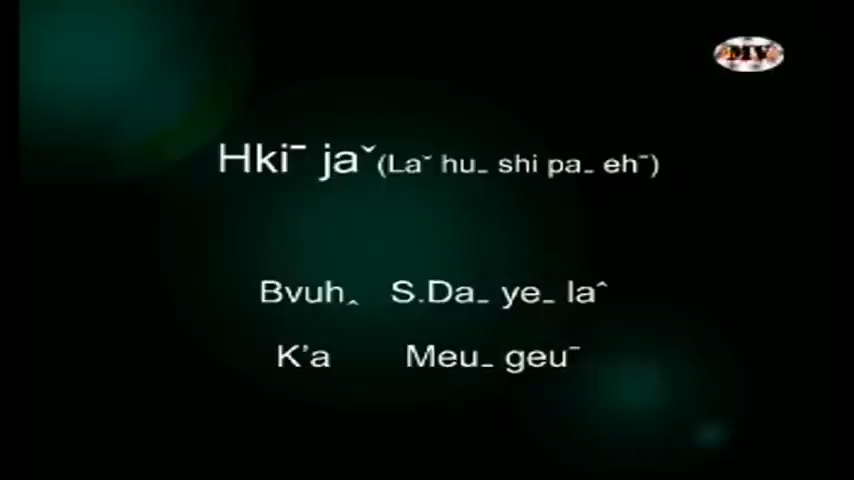 MV
Hkiˉ jaˇ(Laˇ huˍ shi paˍ ehˉ)
Bvuh‸ S.Daˍ yeˍ laˆ
K’a Meuˍ geuˉ